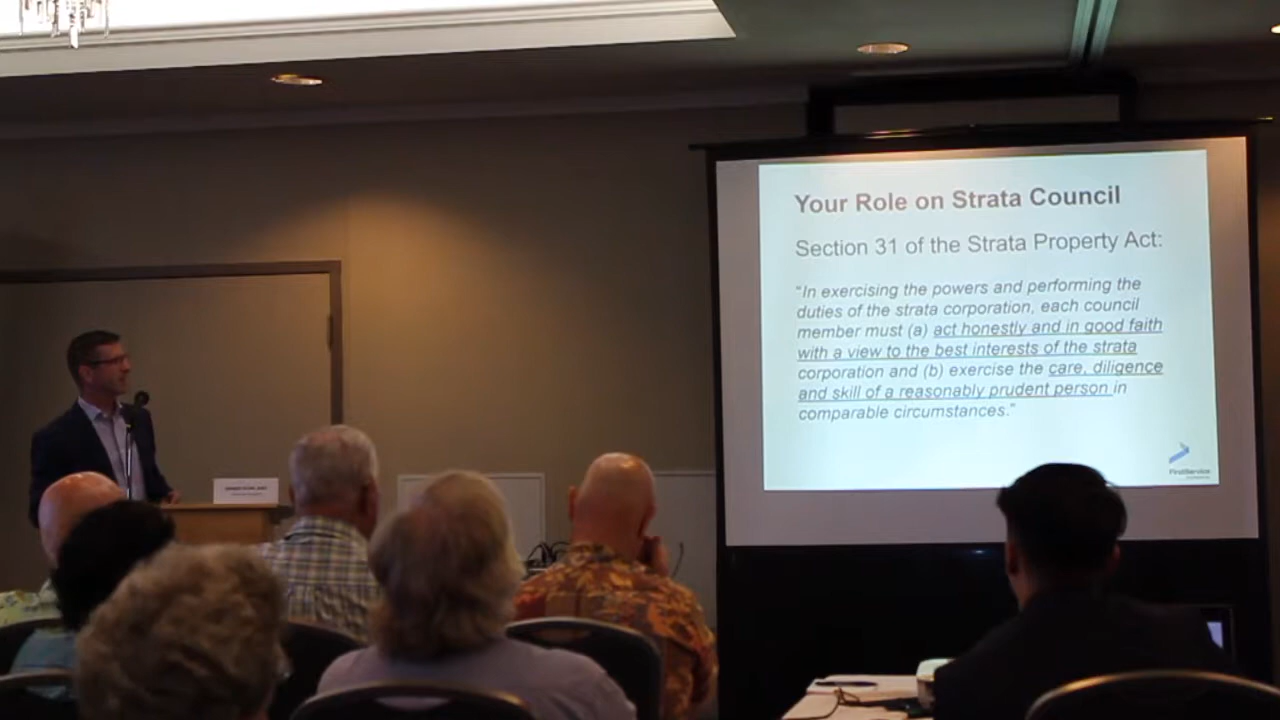 Your Role on Strata Council
Section 31 of the Strata Property Act:
“In exercising the powers and performing the
duties of the strata corporation, each council
member must (a) act honestly and in good faith
with a view to the best interests of the strata
corporation and (b) exercise the care, diligence
and skill of a reasonably prudent person in
comparable circumstances.”
FirstService